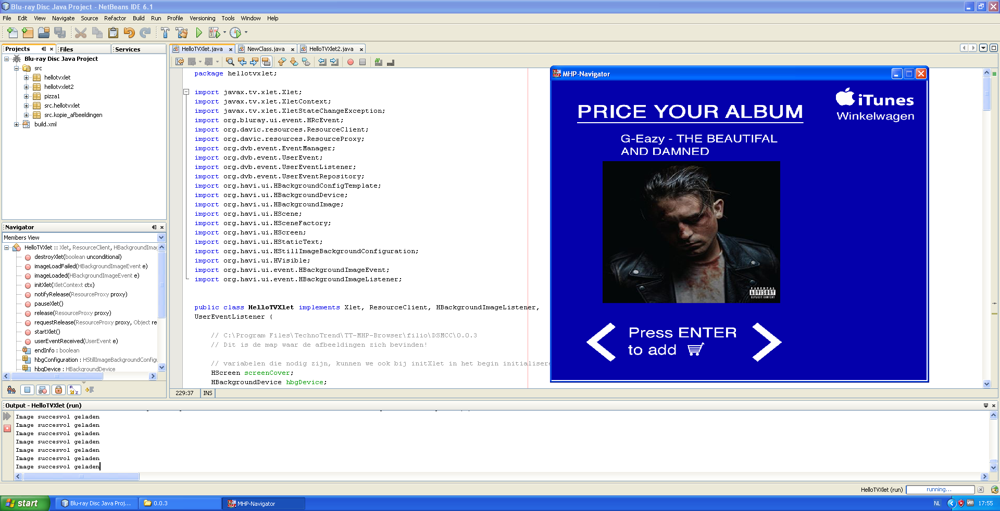 Blu-ray Disc Java Project - NetBeans IDE 6.1
File Edit View Navigate Source Refactor Build Run Profile Versioning Tools Window Help
Projects Files Services
Blu-ray Disc Java Project
src
hellotvxlet
hellotvxlet2
pizza1
src.hellotvxlet
src.kopie_afbeeldingen
build.xml
Navigator
Members View
HelloTVXlet :: Xlet, ResourceClient, HBackgroundImag
destroyXlet(boolean unconditional)
imageLoadFailed(HBackgroundImageEvent e)
imageLoaded(HBackgroundImageEvent e)
initXlet(XletContext ctx)
notifyRelease(ResourceProxy proxy)
pauseXlet()
release(ResourceProxy proxy)
requestRelease(ResourceProxy proxy, Object re
startXlet()
userEventReceived(UserEvent e)
endInfo : boolean
hbgConfiguration : HStillImageBackgroundConfigu
hbgDevice : HBackgroundDevice
HelloTVXlet.java NewClass.java HelloTVXlet2.java
package hellotvxlet;
import javax.tv.xlet.Xlet;
import javax.tv.xlet.XletContext;
import javax.tv.xlet.XletStateChangeException;
import org.bluray.ui.event.HRcEvent;
import org.davic.resources.ResourceClient;
import org.davic.resources.ResourceProxy;
import org.dvb.event.EventManager;
import org.dvb.event.UserEvent;
import org.dvb.event.UserEventListener;
import org.dvb.event.UserEventRepository;
import org.havi.ui.HBackgroundConfigTemplate;
import org.havi.ui.HBackgroundDevice;
import org.havi.ui.HBackgroundImage;
import org.havi.ui.HScene;
import org.havi.ui.HSceneFactory;
import org.havi.ui.HScreen;
import org.havi.ui.HStaticText;
import org.havi.ui.HStillImageBackgroundConfiguration;
import org.havi.ui.HVisible;
import org.havi.ui.event.HBackgroundImageEvent;
import org.havi.ui.event.HBackgroundImageListener;
public class HelloTVXlet implements Xlet, ResourceClient, HBackgroundImageListener,
UserEventListener {
// C:\Program Files\TechnoTrend\TT-MHP-Browser\filio\DSMCC\0.0.3
// Dit is de map waar de afbeeldingen zich bevinden!
// variabelen die nodig zijn, kunnen we ook bij initXlet in het begin initialisere
HScreen screenCover;
HBackgroundDevice hbgDevice;
229:37 INS
MHP-Navigator
iTunes
Winkelwagen
PRICE YOUR ALBUM
G-Eazy - THE BEAUTIFAL
AND DAMNED
PARENTAL
ADVISORY
EXPLICIT CONTENT
Press ENTER
to add
Output - HelloTVXlet (run)
Image succesvol geladen
Image succesvol geladen
Image succesvol geladen
Image succesvol geladen
Image succesvol geladen
Image succesvol geladen
Image succesvol geladen
HelloTVXlet (run) running...
start Blu-ray Disc Java Proj... 0.0.3 MHP-Navigator NL 17:55